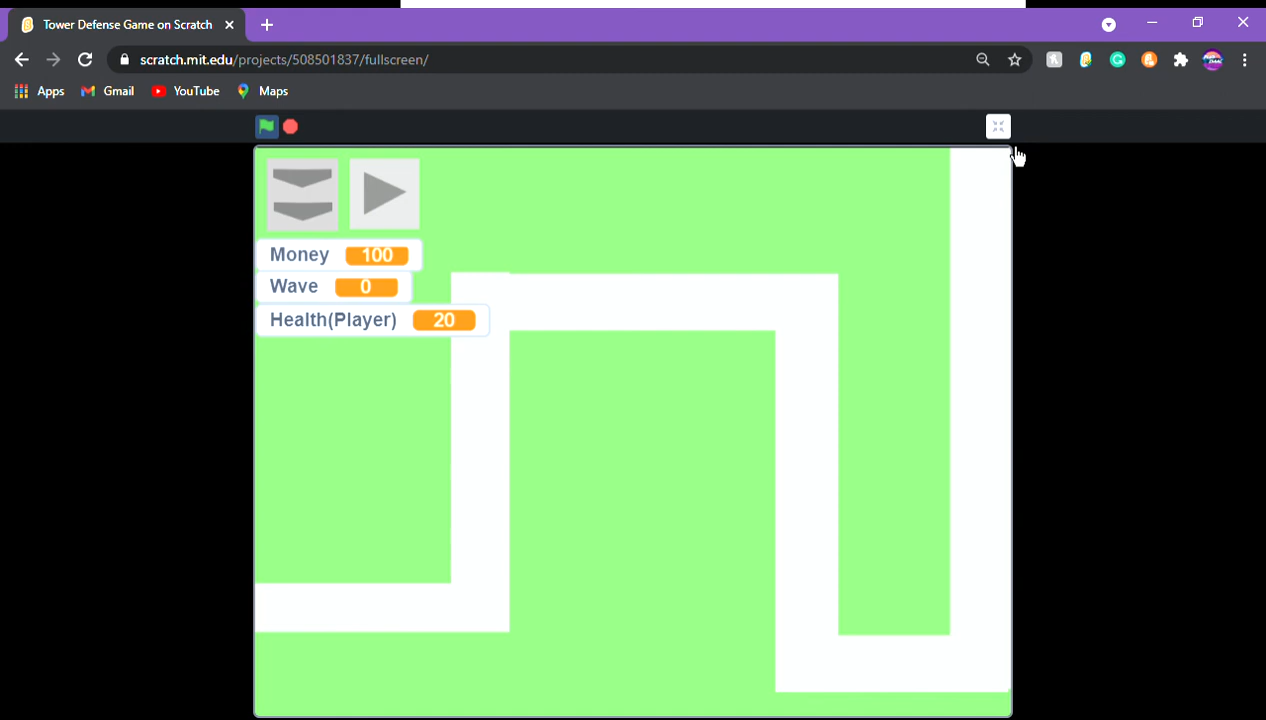 Tower Defense Game on Scratch
scratch.mit.edu/projects/508501837/fullscreen/
Apps Gmail YouTube Maps
Money 100
Wave 0
Health(Player) 20